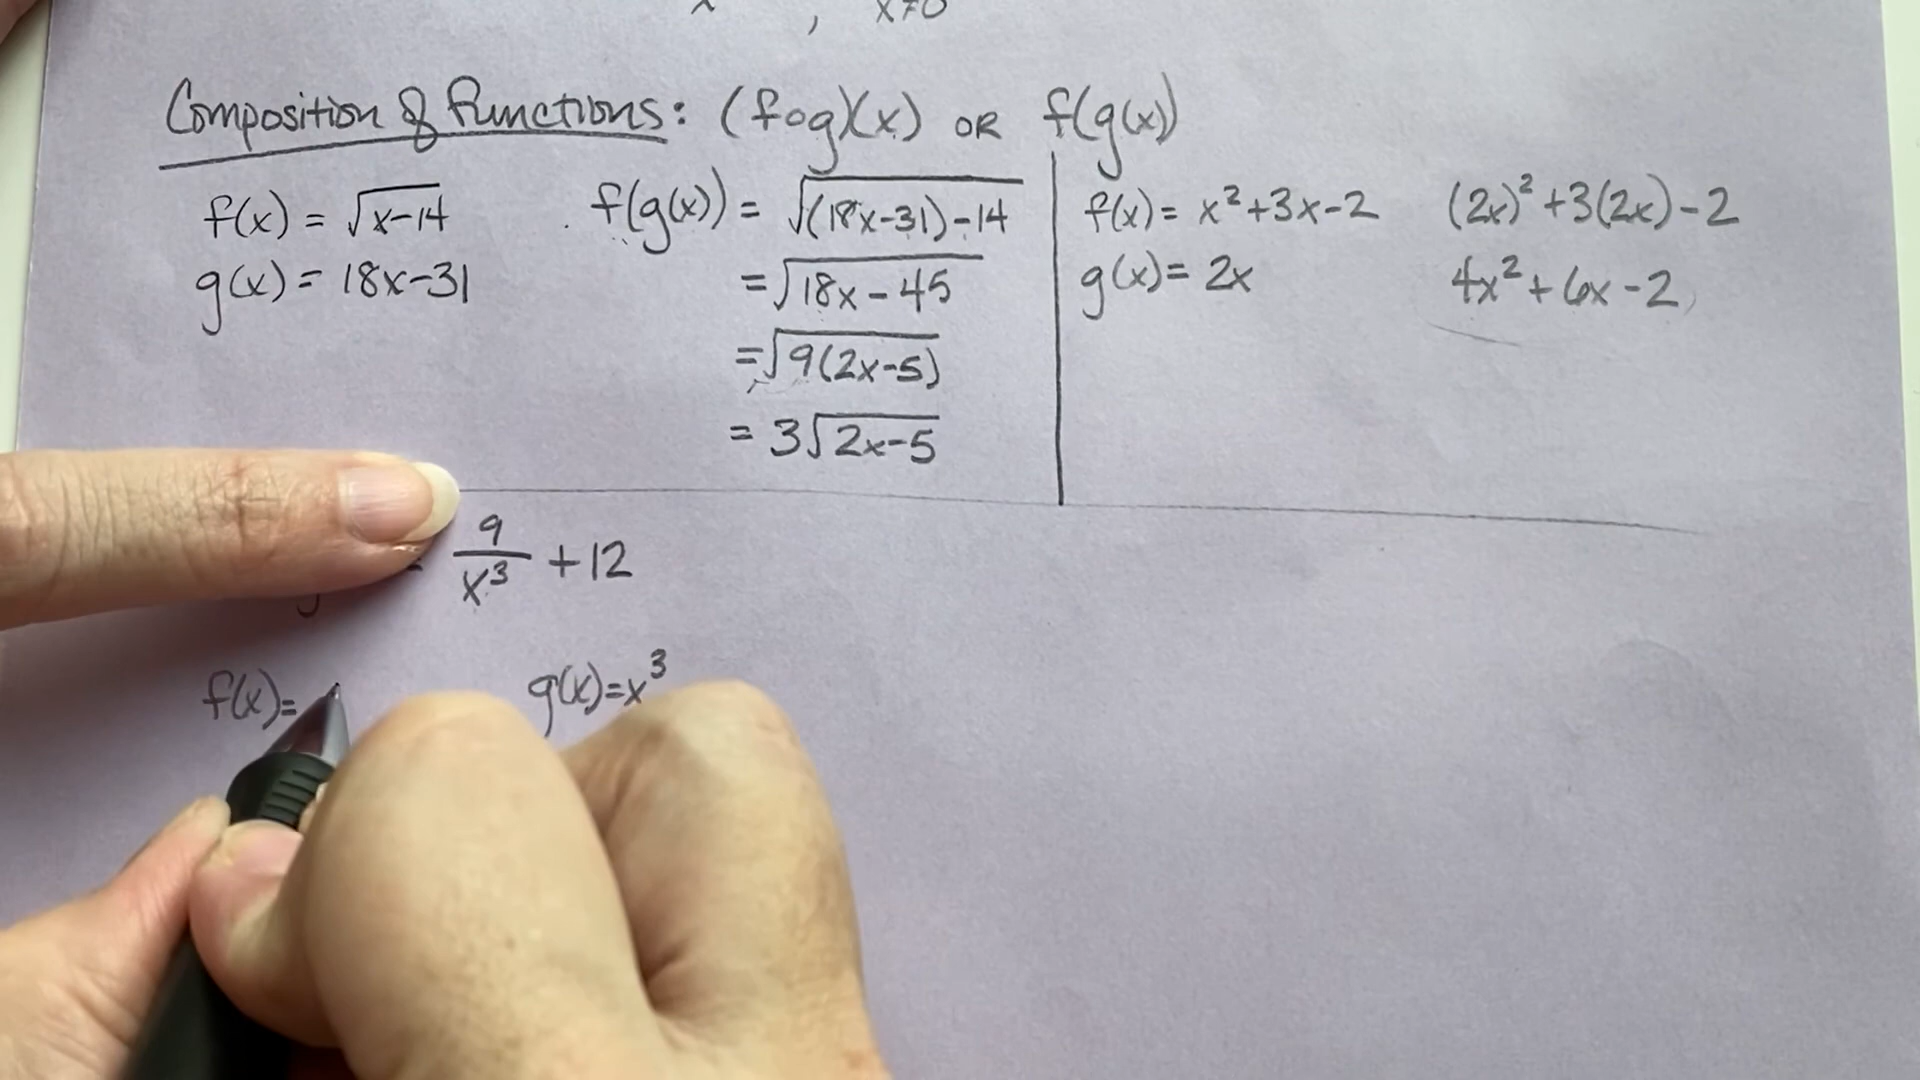 , x≠0
Composition of Functions: (f∘g)(x) OR f(g(x))
f(x) = √(x-14)
g(x) = 18x-31
f(g(x)) = √((18x-31)-14)
= √(18x-45)
= √(9(2x-5))
= 3√(2x-5)
f(x) = x²+3x-2
g(x) = 2x
(2x)²+3(2x)-2
4x²+6x-2
9/x³ + 12
f(x)=
g(x)=x³